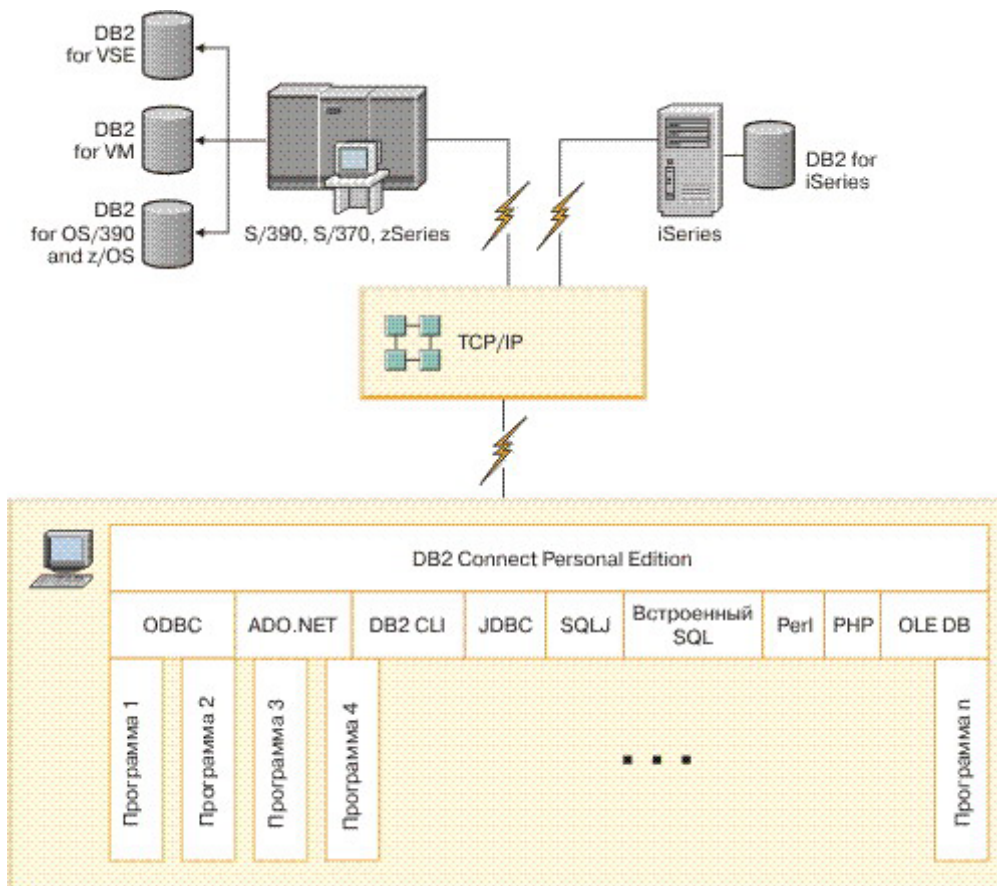 DB2
for VSE
DB2
for VM
DB2
for OS/390
and z/OS
S/390, S/370, zSeries
iSeries
DB2 for
iSeries
TCP/IP
DB2 Connect Personal Edition
ODBC
ADO.NET
DB2 CLI
JDBC
SQLJ
Встроенный
SQL
Perl
PHP
OLE DB
Программа 1
Программа 2
Программа 3
Программа 4
Программа n